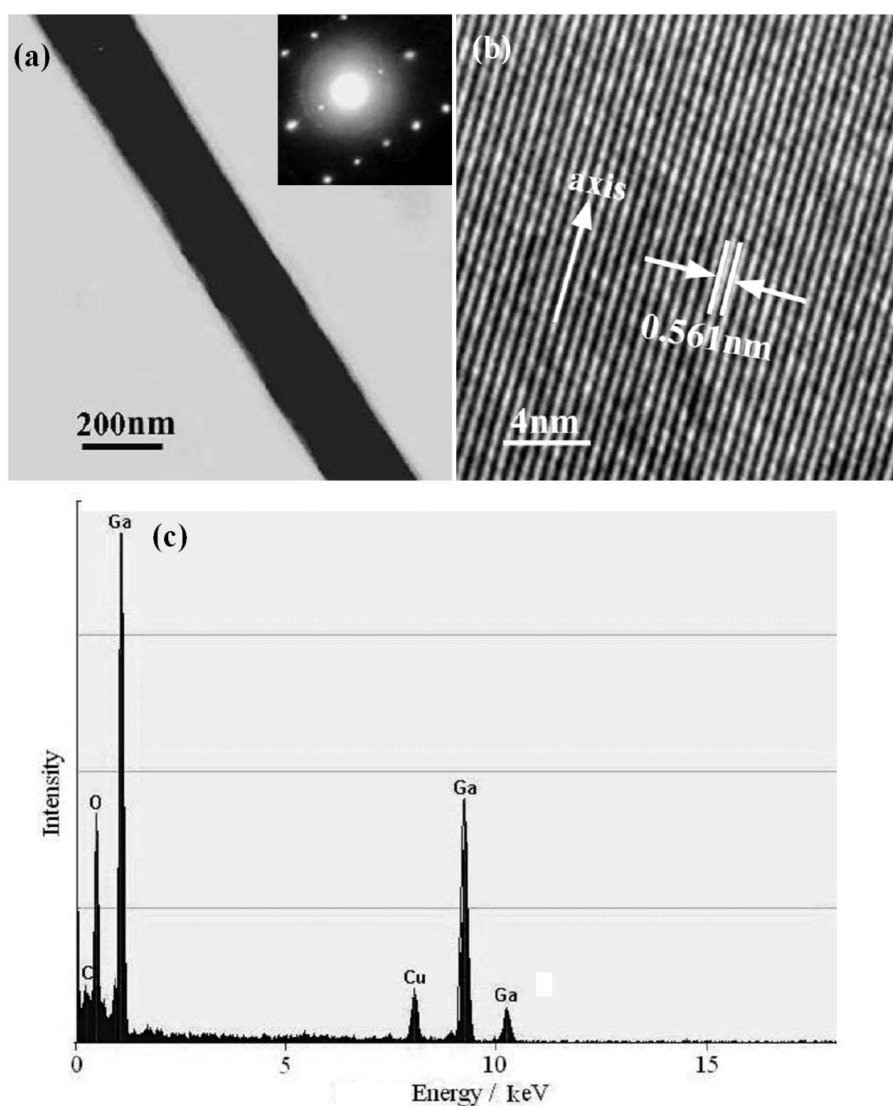 (a)
200nm
(b)
axis
0.561nm
4nm
(c)
Ga
O
C
Cu
Ga
Ga
Intensity
0
5
10
15
Energy / keV